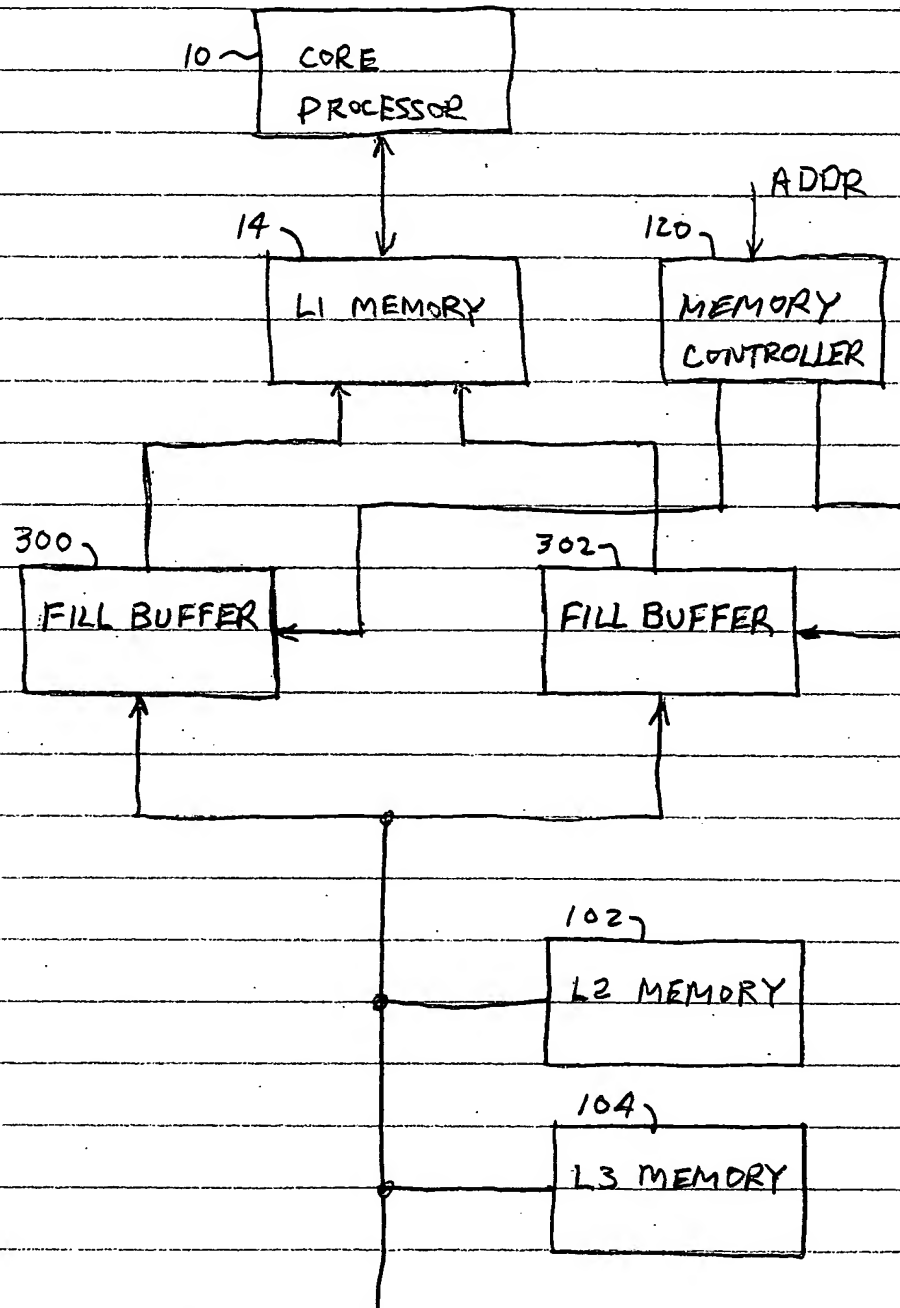 10 CORE
PROCESSOR
ADDR
14
120
L1 MEMORY
MEMORY
CONTROLLER
300
302
FILL BUFFER
FILL BUFFER
102
L2 MEMORY
104
L3 MEMORY